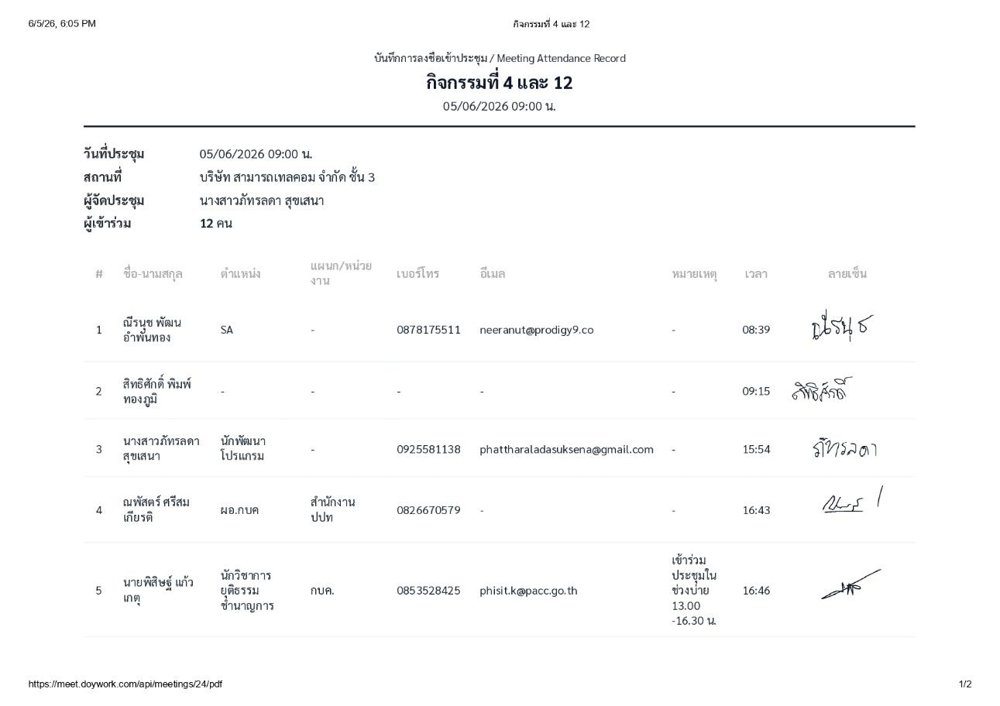 6/5/26, 6:05 PM
กิจกรรมที่ 4 และ 12
บันทึกการลงชื่อเข้าประชุม / Meeting Attendance Record
กิจกรรมที่ 4 และ 12
05/06/2026 09:00 น.
วันที่ประชุม 05/06/2026 09:00 น.
สถานที่ บริษัท สามารถเทลคอม จำกัด ชั้น 3
ผู้จัดประชุม นางสาวภัทรลดา สุขเสนา
ผู้เข้าร่วม 12 คน
# ชื่อ-นามสกุล ตำแหน่ง แผนก/หน่วย
งาน เบอร์โทร อีเมล หมายเหตุ เวลา ลายเซ็น
1 ณีรนุช พัฒน
อำพันทอง SA - 0878175511 neeranut@prodigy9.co - 08:39 ณีรนุช
2 สิทธิศักดิ์ พิมพ์
ทองภูมิ - - - - - 09:15 สิทธิศักดิ์
3 นางสาวภัทรลดา
สุขเสนา นักพัฒนา
โปรแกรม - 0925581138 phattharaladasuksena@gmail.com - 15:54 ภัทรลดา
4 ณพัสตร์ ศรีสม
เกียรติ ผอ.กบค สำนักงาน
ปปท 0826670579 - - 16:43
5 นายพิสิษฐ์ แก้ว
เกตุ นักวิชาการ
ยุติธรรม
ชำนาญการ กบค. 0853528425 phisit.k@pacc.go.th เข้าร่วม
ประชุมใน
ช่วงบ่าย
13.00
-16.30 น. 16:46
https://meet.doywork.com/api/meetings/24/pdf
1/2